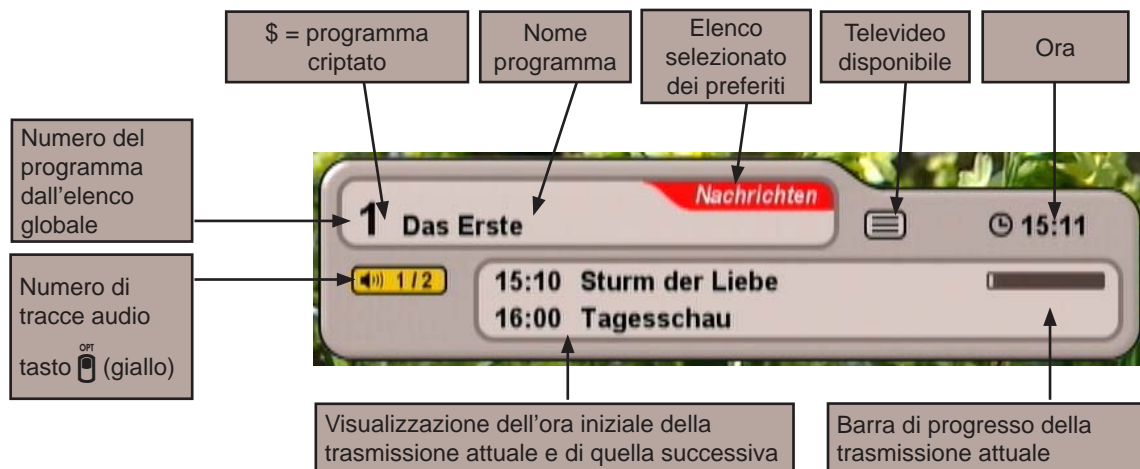 $ = programma
criptato
Nome
programma
Elenco
selezionato
dei preferiti
Televideo
disponibile
Ora
Numero del
programma
dall'elenco
globale
Nachrichten
1 Das Erste
15:11
Numero di
tracce audio
OPT
tasto (giallo)
1/2
15:10 Sturm der Liebe
16:00 Tagesschau
Visualizzazione dell'ora iniziale della
trasmissione attuale e di quella successiva
Barra di progresso della
trasmissione attuale